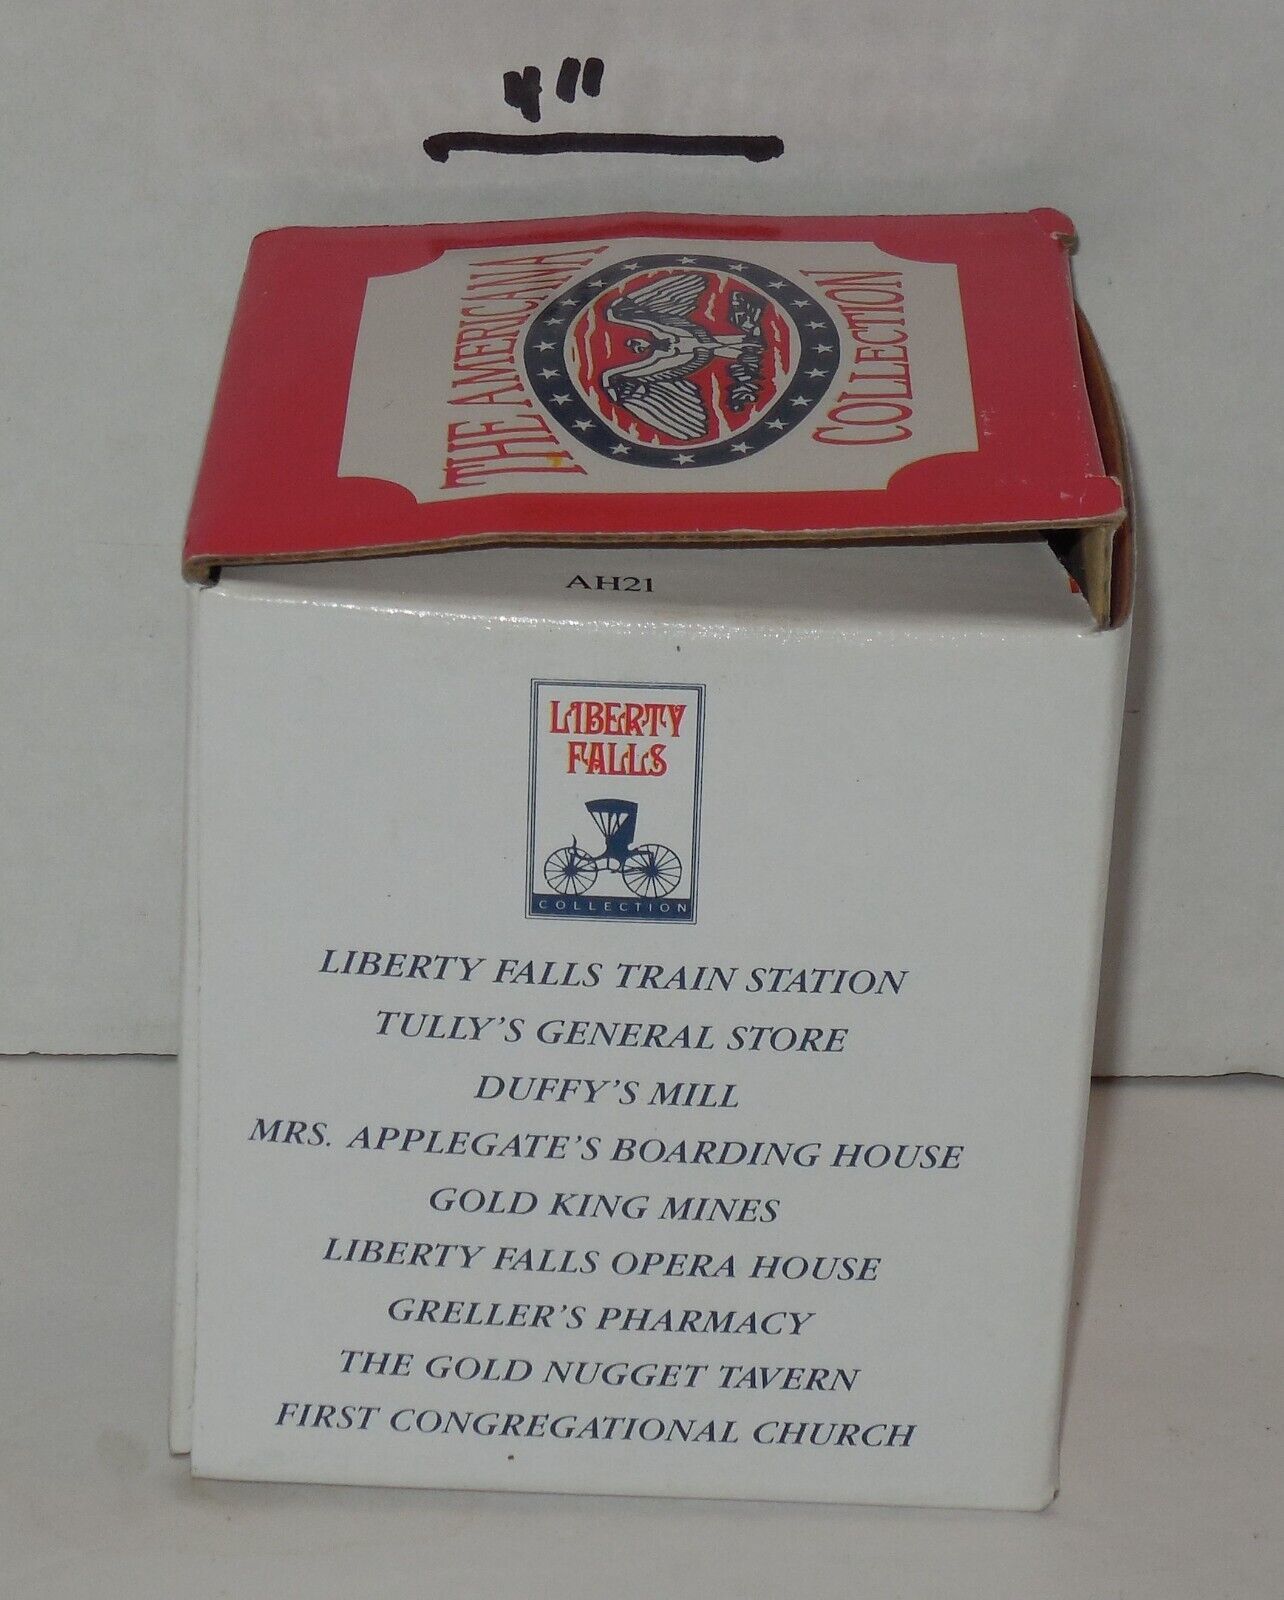 4"
THE AMERICANA
COLLECTION
AH21
LIBERTY
FALLS
COLLECTION
LIBERTY FALLS TRAIN STATION
TULLY'S GENERAL STORE
DUFFY'S MILL
MRS. APPLEGATE'S BOARDING HOUSE
GOLD KING MINES
LIBERTY FALLS OPERA HOUSE
GRELLER'S PHARMACY
THE GOLD NUGGET TAVERN
FIRST CONGREGATIONAL CHURCH